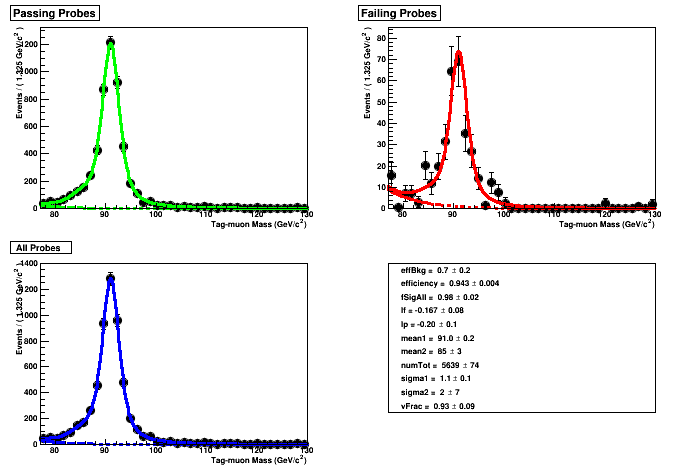 Passing Probes
Events / ( 1.325 GeV/c² )
1200
1000
800
600
400
200
0
80 90 100 110 120 130
Tag-muon Mass (GeV/c²)
Failing Probes
Events / ( 1.325 GeV/c² )
80
70
60
50
40
30
20
10
0
80 90 100 110 120 130
Tag-muon Mass (GeV/c²)
All Probes
Events / ( 1.325 GeV/c² )
1400
1200
1000
800
600
400
200
0
80 90 100 110 120 130
Tag-muon Mass (GeV/c²)
effBkg = 0.7 ± 0.2
efficiency = 0.943 ± 0.004
fSigAll = 0.98 ± 0.02
lf = -0.167 ± 0.08
lp = -0.20 ± 0.1
mean1 = 91.0 ± 0.2
mean2 = 85 ± 3
numTot = 5639 ± 74
sigma1 = 1.1 ± 0.1
sigma2 = 2 ± 7
vFrac = 0.93 ± 0.09